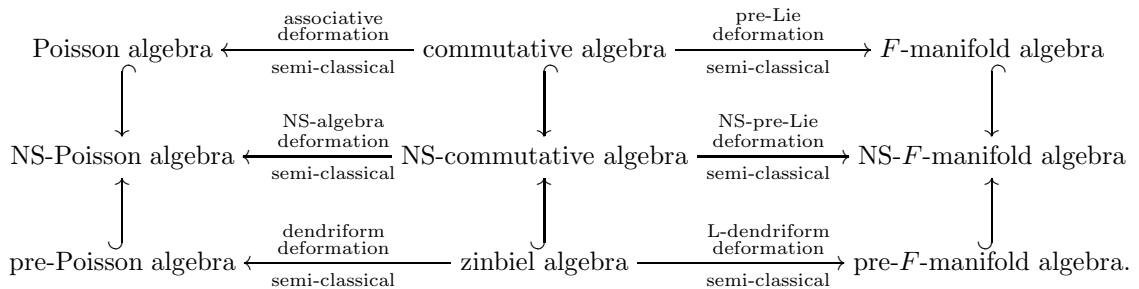 associative pre-Lie
deformation deformation
Poisson algebra commutative algebra F-manifold algebra
semi-classical semi-classical
NS-algebra NS-pre-Lie
deformation deformation
NS-Poisson algebra NS-commutative algebra NS-F-manifold algebra
semi-classical semi-classical
dendriform L-dendriform
deformation deformation
pre-Poisson algebra zinbiel algebra pre-F-manifold algebra.
semi-classical semi-classical